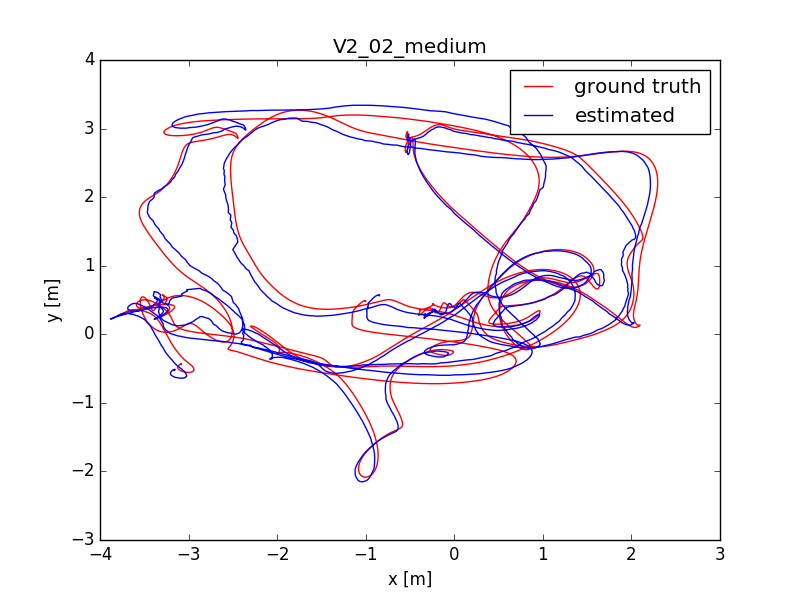 V2_02_medium
ground truth
estimated
4
3
2
1
0
−1
−2
−3
y [m]
−4 −3 −2 −1 0 1 2 3
x [m]